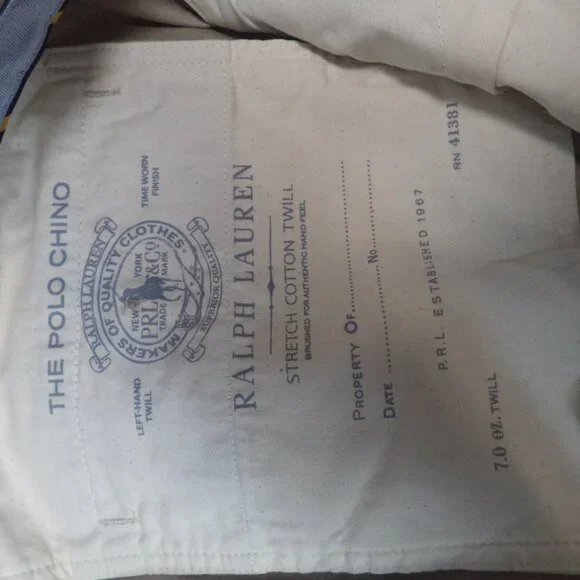 THE POLO CHINO
LEFT-HAND
TWILL
TIME WORN
FINISH
RALPH LAUREN
MAKERS OF QUALITY CLOTHES
NEW YORK
PRL&Co.
TRADE MARK
SUPERIOR QUALITY
RALPH LAUREN
STRETCH COTTON TWILL
BRUSHED FOR AUTHENTIC HAND FEEL
PROPERTY OF..............................
DATE ....................No..............
P.R.L. ESTABLISHED 1967
7.0 OZ. TWILL
RN 41381